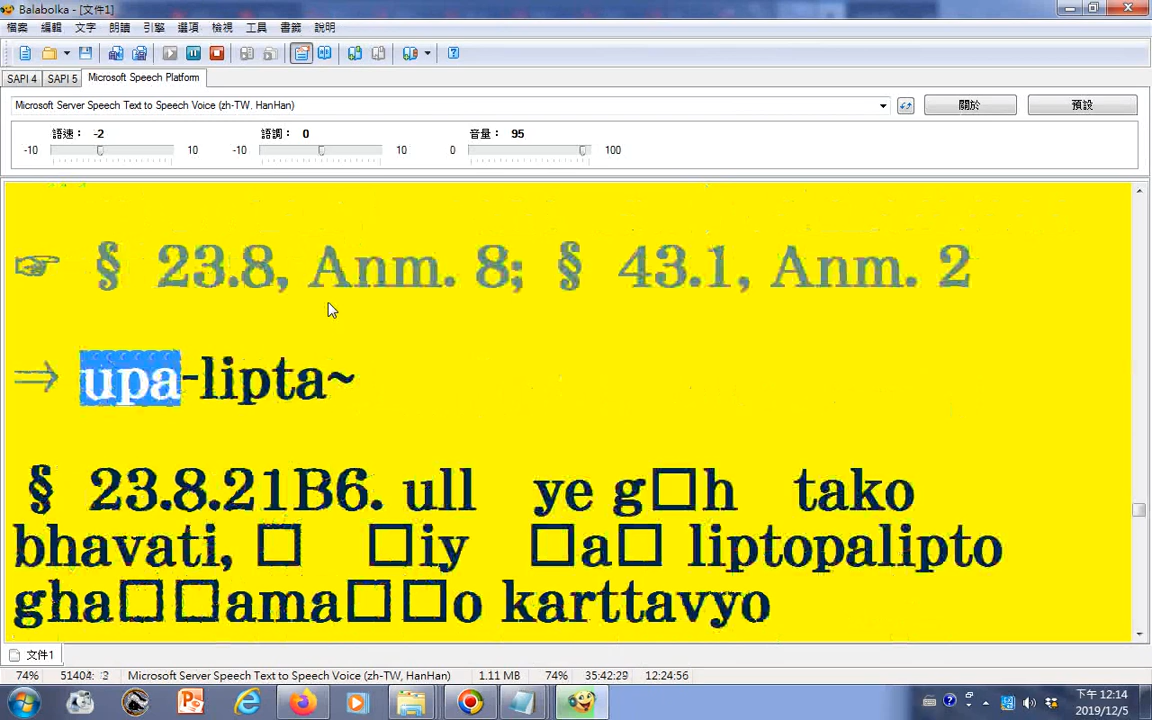 Balabolka - [文件1]
檔案 編輯 文字 朗讀 引擎 選項 檢視 工具 書籤 說明
SAPI 4 SAPI 5 Microsoft Speech Platform
Microsoft Server Speech Text to Speech Voice (zh-TW, HanHan) 關於 預設
語速： -2 語調： 0 音量： 95
-10 10 -10 10 0 100
☞ § 23.8, Anm. 8; § 43.1, Anm. 2
⇒ upa-lipta~
§ 23.8.21B6. ull ye g□h tako
bhavati, □ □iy □a□ liptopalipto
gha□□ama□□o karttavyo
文件1
74% Microsoft Server Speech Text to Speech Voice (zh-TW, HanHan) 1.11 MB 74% 35:42:29 12:24:56
下午 12:14
2019/12/5